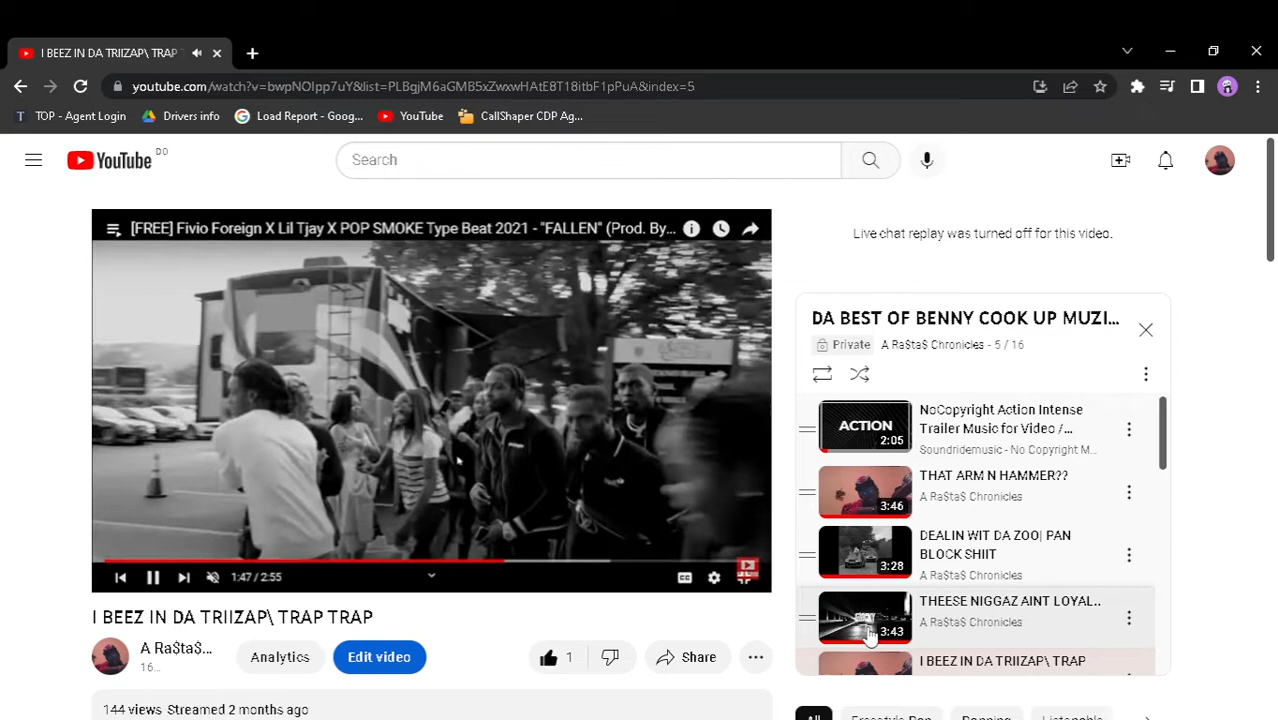 I BEEZ IN DA TRIIZAP\ TRAP
youtube.com/watch?v=bwpNOIpp7uY&list=PLBgjM6aGMB5xZwxwHAtE8T18itbF1pPuA&index=5
TOP - Agent Login
Drivers info
Load Report - Goog...
YouTube
CallShaper CDP Ag...
YouTube DO
Search
[FREE] Fivio Foreign X Lil Tjay X POP SMOKE Type Beat 2021 - "FALLEN" (Prod. By...
1:47 / 2:55
CC
Live chat replay was turned off for this video.
DA BEST OF BENNY COOK UP MUZI...
Private A Ra$ta$ Chronicles - 5 / 16
ACTION
2:05
NoCopyright Action Intense
Trailer Music for Video /...
Soundridemusic - No Copyright M...
3:46
THAT ARM N HAMMER??
A Ra$ta$ Chronicles
3:28
DEALIN WIT DA ZOO| PAN
BLOCK SHIIT
A Ra$ta$ Chronicles
3:43
THEESE NIGGAZ AINT LOYAL..
A Ra$ta$ Chronicles
I BEEZ IN DA TRIIZAP\ TRAP
I BEEZ IN DA TRIIZAP\ TRAP TRAP
A Ra$ta$...
16...
Analytics
Edit video
1
Share
144 views Streamed 2 months ago
All
Freestyle Rap
Rapping
Listenable